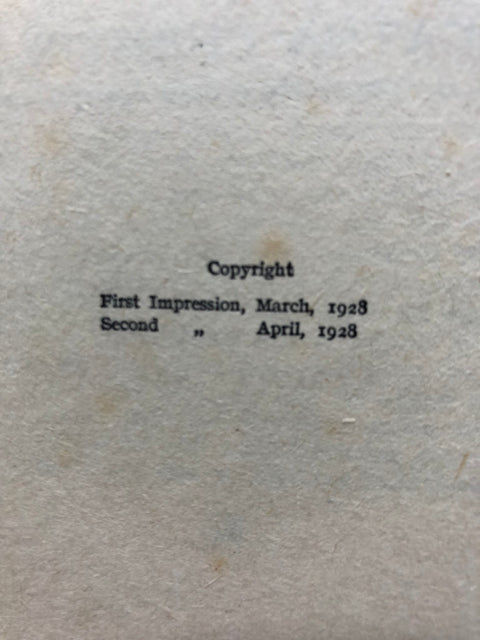 Copyright
First Impression, March, 1928
Second „ April, 1928